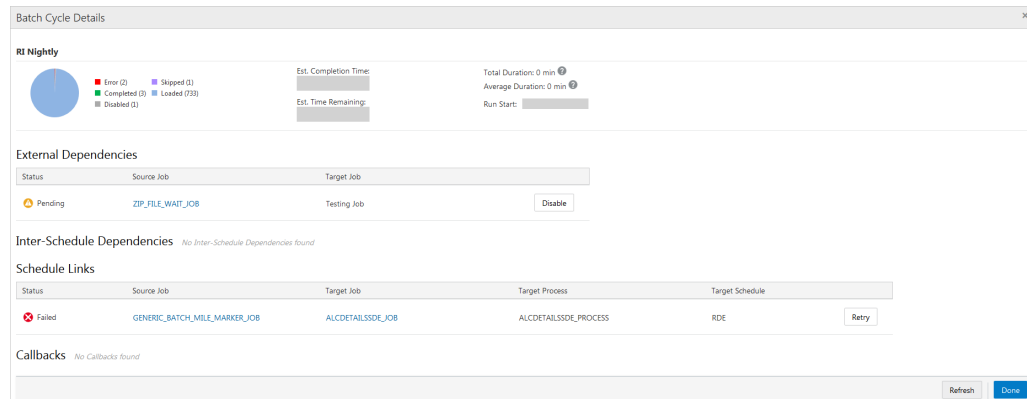 Batch Cycle Details
×
RI Nightly
Error (2) Skipped (1)
Completed (3) Loaded (733)
Disabled (1)
Est. Completion Time:
Est. Time Remaining:
Total Duration: 0 min ?
Average Duration: 0 min ?
Run Start:
External Dependencies
Status Source Job Target Job
Pending ZIP_FILE_WAIT_JOB Testing Job Disable
Inter-Schedule Dependencies No Inter-Schedule Dependencies found
Schedule Links
Status Source Job Target Job Target Process Target Schedule
Failed GENERIC_BATCH_MILE_MARKER_JOB ALCDETAILSSDE_JOB ALCDETAILSSDE_PROCESS RDE Retry
Callbacks No Callbacks found
Refresh Done